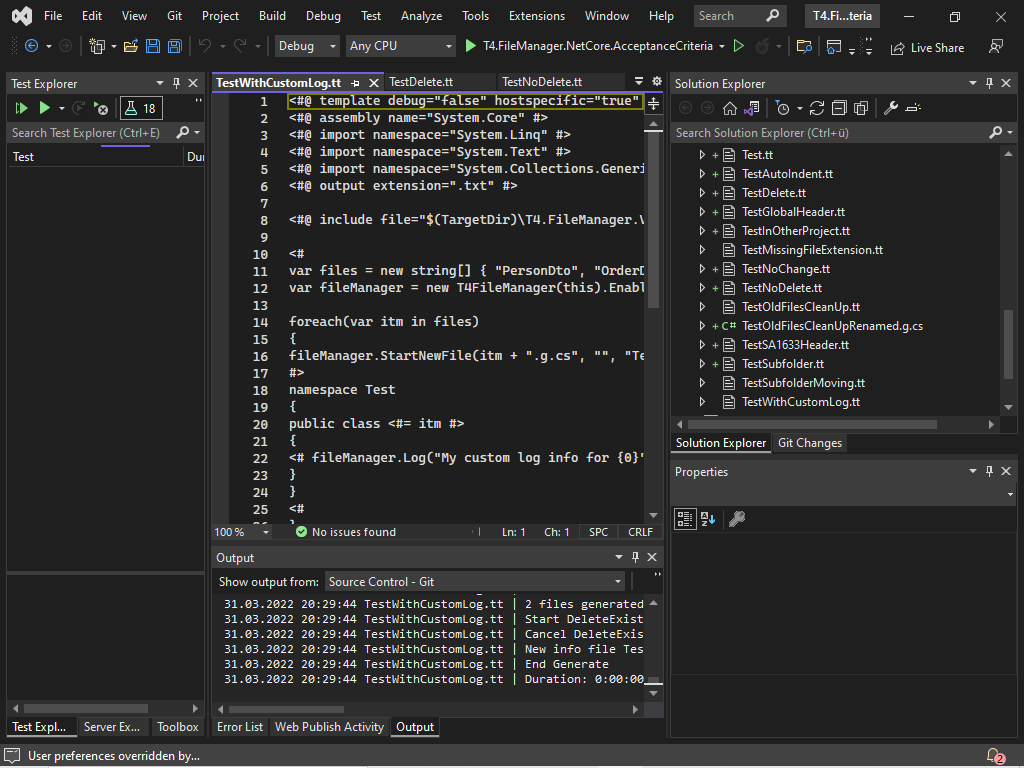 File Edit View Git Project Build Debug Test Analyze Tools Extensions Window Help Search T4.Fi...teria
Debug Any CPU T4.FileManager.NetCore.AcceptanceCriteria Live Share
Test Explorer
18
Search Test Explorer (Ctrl+E)
Test Dur
TestWithCustomLog.tt TestDelete.tt TestNoDelete.tt
1 <#@ template debug="false" hostspecific="true"
2 <#@ assembly name="System.Core" #>
3 <#@ import namespace="System.Linq" #>
4 <#@ import namespace="System.Text" #>
5 <#@ import namespace="System.Collections.Generi
6 <#@ output extension=".txt" #>
7
8 <#@ include file="$(TargetDir)\T4.FileManager.V
9
10 <#
11 var files = new string[] { "PersonDto", "OrderD
12 var fileManager = new T4FileManager(this).Enabl
13
14 foreach(var itm in files)
15 {
16 fileManager.StartNewFile(itm + ".g.cs", "", "Te
17 #>
18 namespace Test
19 {
20 public class <#= itm #>
21 {
22 <# fileManager.Log("My custom log info for {0}"
23 }
24 }
25 <#
100 % No issues found Ln: 1 Ch: 1 SPC CRLF
Output
Show output from: Source Control - Git
31.03.2022 20:29:44 TestWithCustomLog.tt | 2 files generated
31.03.2022 20:29:44 TestWithCustomLog.tt | Start DeleteExist
31.03.2022 20:29:44 TestWithCustomLog.tt | Cancel DeleteExis
31.03.2022 20:29:44 TestWithCustomLog.tt | New info file Tes
31.03.2022 20:29:44 TestWithCustomLog.tt | End Generate
31.03.2022 20:29:44 TestWithCustomLog.tt | Duration: 0:00:00
Solution Explorer
Search Solution Explorer (Ctrl+ü)
Test.tt
TestAutoIndent.tt
TestDelete.tt
TestGlobalHeader.tt
TestInOtherProject.tt
TestMissingFileExtension.tt
TestNoChange.tt
TestNoDelete.tt
TestOldFilesCleanUp.tt
C# TestOldFilesCleanUpRenamed.g.cs
TestSA1633Header.tt
TestSubfolder.tt
TestSubfolderMoving.tt
TestWithCustomLog.tt
Solution Explorer Git Changes
Properties
Test Expl... Server Ex... Toolbox Error List Web Publish Activity Output
User preferences overridden by... 2